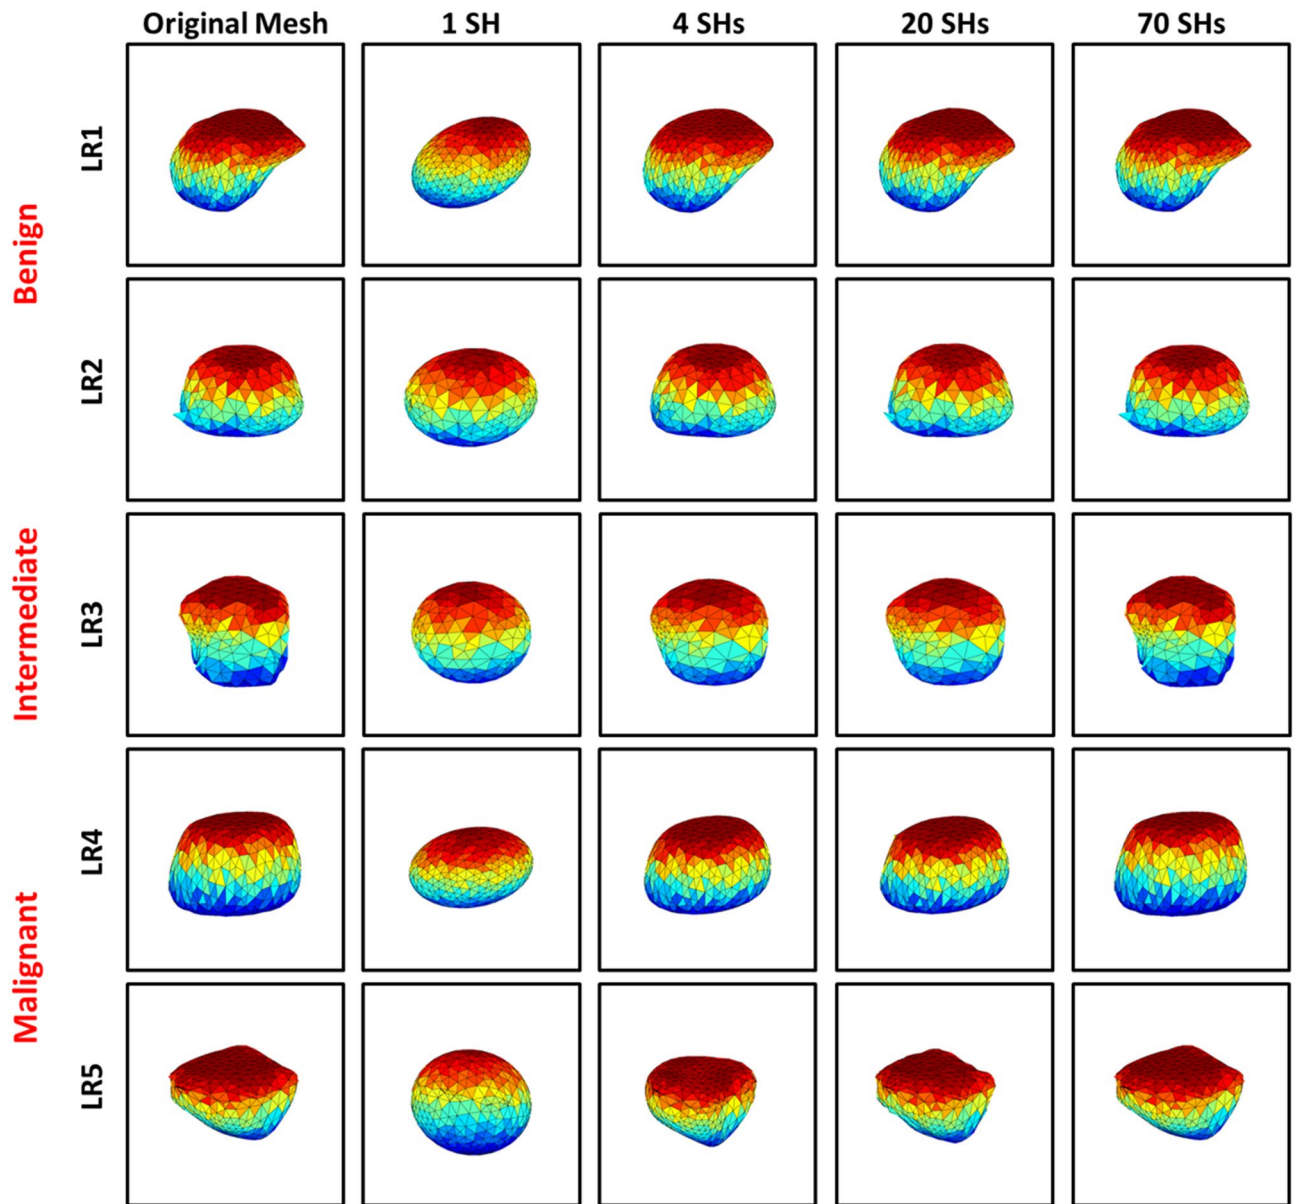 Original Mesh 1 SH 4 SHs 20 SHs 70 SHs
Benign
LR1
LR2
Intermediate
LR3
Malignant
LR4
LR5